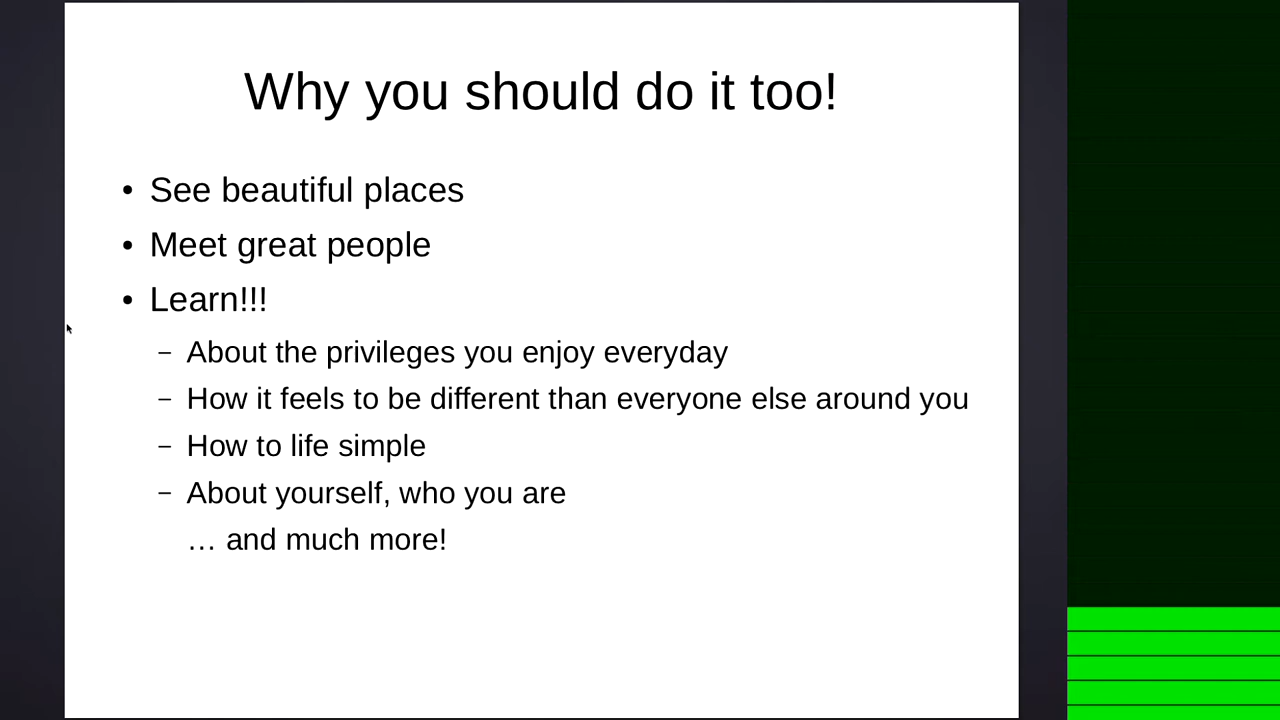 Why you should do it too!
• See beautiful places
• Meet great people
• Learn!!!
– About the privileges you enjoy everyday
– How it feels to be different than everyone else around you
– How to life simple
– About yourself, who you are
… and much more!